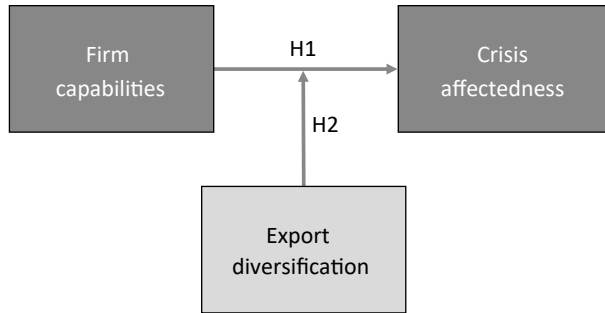 Firm
capabilities
H1
Crisis
affectedness
H2
Export
diversification